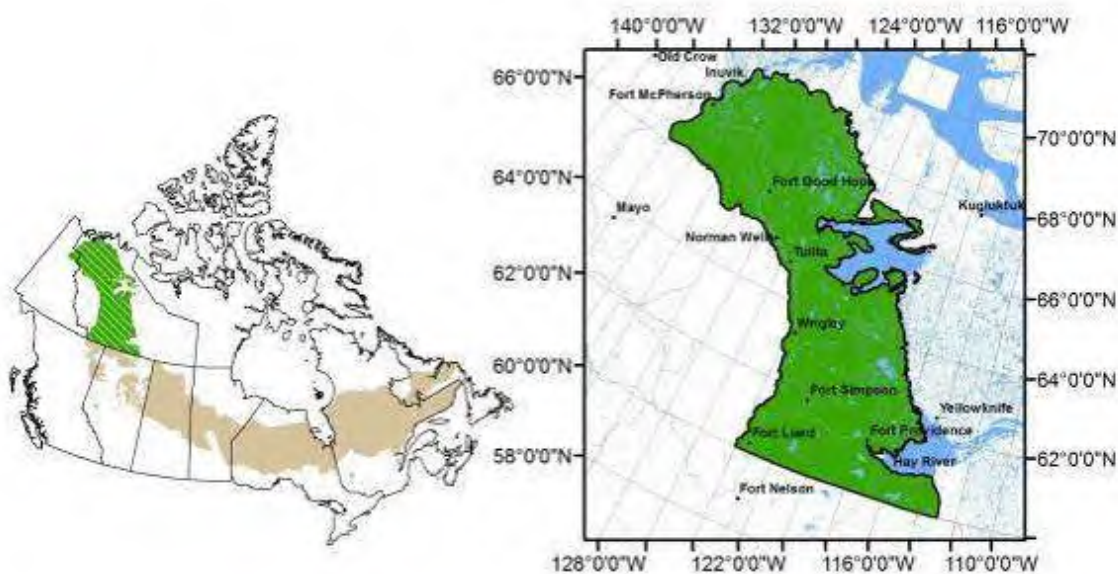 140°0'0"W 132°0'0"W 124°0'0"W 116°0'0"W
66°0'0"N
64°0'0"N
62°0'0"N
60°0'0"N
58°0'0"N
Old Crow
Inuvik
Fort McPherson
Fort Good Hope
Mayo
Kugluktuk
Norman Wells
Tulita
Wrigley
Fort Simpson
Yellowknife
Fort Liard
Fort Providence
Hay River
Fort Nelson
70°0'0"N
68°0'0"N
66°0'0"N
64°0'0"N
62°0'0"N
128°0'0"W 122°0'0"W 116°0'0"W 110°0'0"W